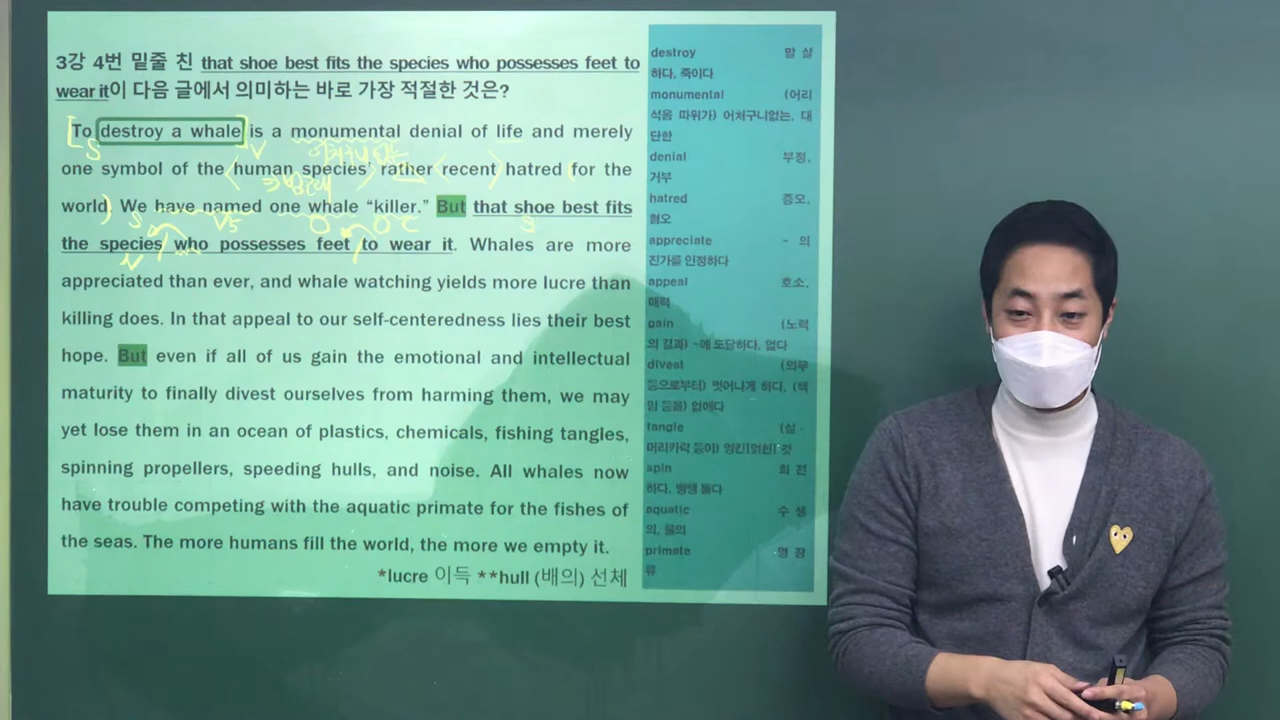 3강 4번 밑줄 친 that shoe best fits the species who possesses feet to
wear it이 다음 글에서 의미하는 바로 가장 적절한 것은?
[To destroy a whale] is a monumental denial of life and merely
one symbol of the human species' rather recent hatred for the
world. We have named one whale “killer.” But that shoe best fits
the species who possesses feet to wear it. Whales are more
appreciated than ever, and whale watching yields more lucre than
killing does. In that appeal to our self-centeredness lies their best
hope. But even if all of us gain the emotional and intellectual
maturity to finally divest ourselves from harming them, we may
yet lose them in an ocean of plastics, chemicals, fishing tangles,
spinning propellers, speeding hulls, and noise. All whales now
have trouble competing with the aquatic primate for the fishes of
the seas. The more humans fill the world, the more we empty it.
*lucre 이득 **hull (배의) 선체
destroy 말살
하다, 죽이다
monumental (어리
석음 따위가) 어처구니없는, 대
단한
denial 부정,
거부
hatred 증오,
혐오
appreciate ~의
진가를 인정하다
appeal 호소,
매력
gain (노력
의 결과) ~에 도달하다, 얻다
divest (의무
등으로부터) 벗어나게 하다, (책
임 등을) 없애다
tangle (실·
머리카락 등이) 엉킨[얽힌] 것
spin 회전
하다, 뱅뱅 돌다
aquatic 수생
의, 물의
primate 영장
류